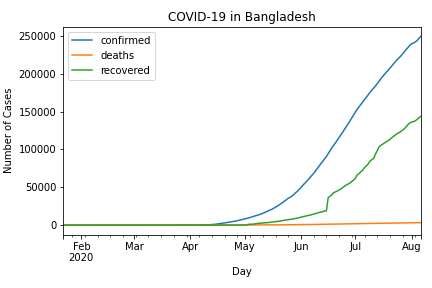 COVID-19 in Bangladesh
confirmed
deaths
recovered
Number of Cases
250000
200000
150000
100000
50000
0
Feb Mar Apr May Jun Jul Aug
2020
Day